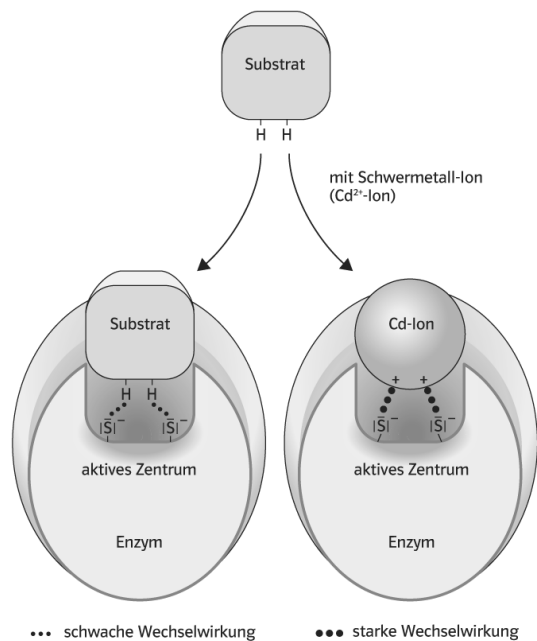 Substrat
H H
mit Schwermetall-Ion
(Cd²⁺-Ion)
Substrat
H H
|S̅|⁻ |S̅|⁻
aktives Zentrum
Enzym
Cd-Ion
+ +
|S̅|⁻ |S̅|⁻
aktives Zentrum
Enzym
schwache Wechselwirkung
starke Wechselwirkung